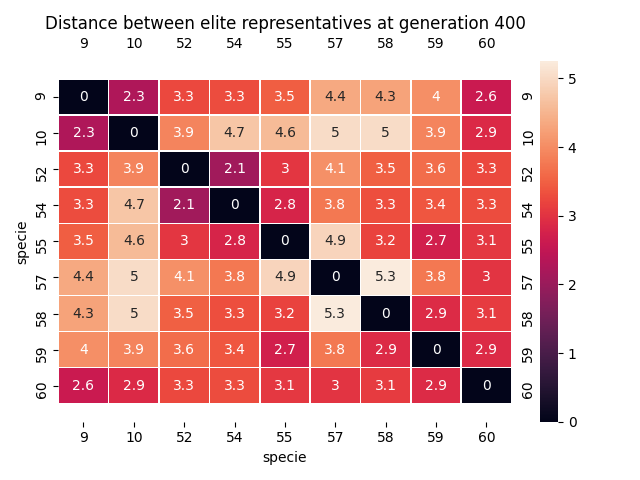 Distance between elite representatives at generation 400
9 10 52 54 55 57 58 59 60
9 0 2.3 3.3 3.3 3.5 4.4 4.3 4 2.6 9
10 2.3 0 3.9 4.7 4.6 5 5 3.9 2.9 10
52 3.3 3.9 0 2.1 3 4.1 3.5 3.6 3.3 52
54 3.3 4.7 2.1 0 2.8 3.8 3.3 3.4 3.3 54
55 3.5 4.6 3 2.8 0 4.9 3.2 2.7 3.1 55
57 4.4 5 4.1 3.8 4.9 0 5.3 3.8 3 57
58 4.3 5 3.5 3.3 3.2 5.3 0 2.9 3.1 58
59 4 3.9 3.6 3.4 2.7 3.8 2.9 0 2.9 59
60 2.6 2.9 3.3 3.3 3.1 3 3.1 2.9 0 60
9 10 52 54 55 57 58 59 60
specie
specie
5
4
3
2
1
0